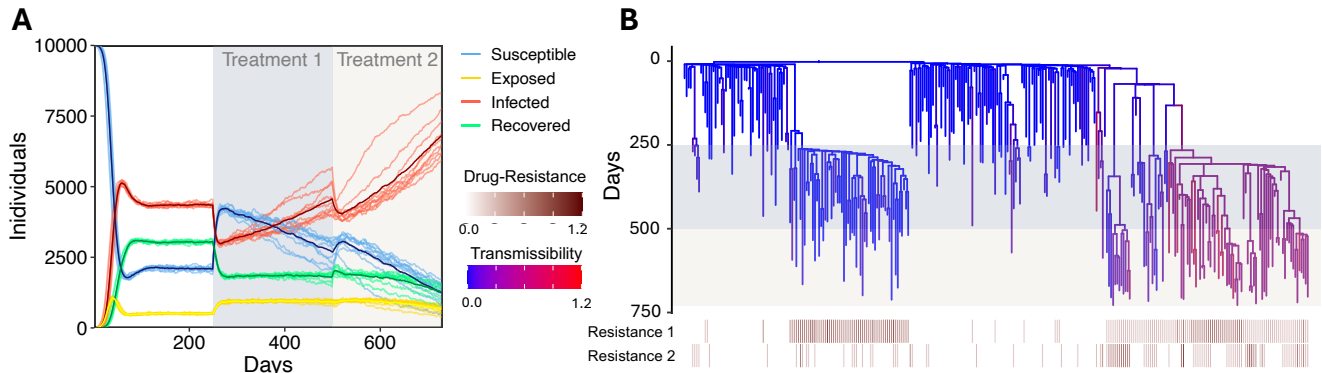 A
10000
7500
5000
2500
0
Inidividuals
200
400
600
Days
Treatment 1
Treatment 2
Susceptible
Exposed
Infected
Recovered
Drug-Resistance
0.0
1.2
Transmissibility
0.0
1.2
B
0
250
500
750
Days
Resistance 1
Resistance 2